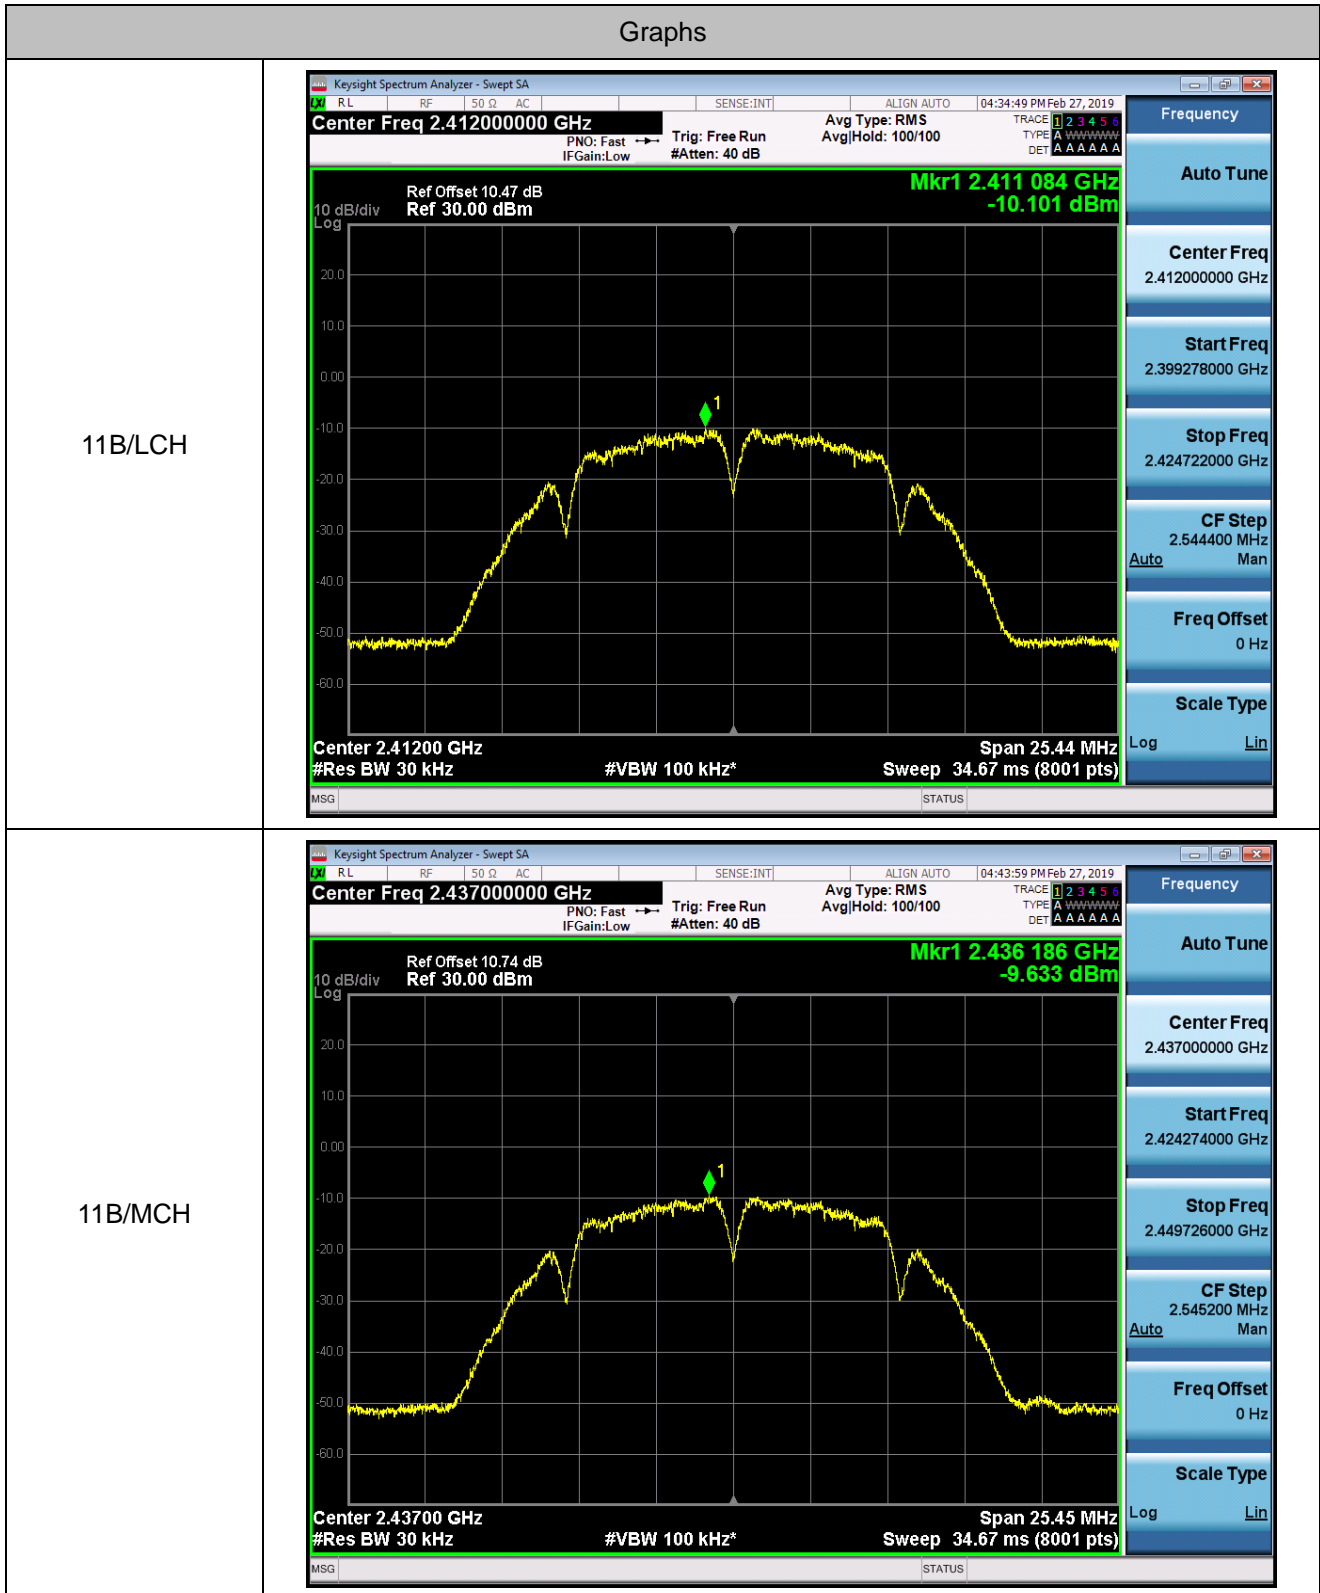 Graphs
11B/LCH
Keysight Spectrum Analyzer - Swept SA
LXI RL RF 50 Ω AC SENSE:INT ALIGN AUTO 04:34:49 PM Feb 27, 2019
Center Freq 2.412000000 GHz
PNO: Fast
IFGain:Low
Trig: Free Run
#Atten: 40 dB
Avg Type: RMS
Avg|Hold: 100/100
TRACE 1 2 3 4 5 6
TYPE A WWWWW
DET A A A A A A
Ref Offset 10.47 dB
10 dB/div Ref 30.00 dBm
Log
Mkr1 2.411 084 GHz
-10.101 dBm
20.0
10.0
0.00
-10.0
-20.0
-30.0
-40.0
-50.0
-60.0
1
Center 2.41200 GHz Span 25.44 MHz
#Res BW 30 kHz #VBW 100 kHz* Sweep 34.67 ms (8001 pts)
MSG STATUS
Frequency
Auto Tune
Center Freq
2.412000000 GHz
Start Freq
2.399278000 GHz
Stop Freq
2.424722000 GHz
CF Step
2.544400 MHz
Auto Man
Freq Offset
0 Hz
Scale Type
Log Lin
11B/MCH
Keysight Spectrum Analyzer - Swept SA
LXI RL RF 50 Ω AC SENSE:INT ALIGN AUTO 04:43:59 PM Feb 27, 2019
Center Freq 2.437000000 GHz
PNO: Fast
IFGain:Low
Trig: Free Run
#Atten: 40 dB
Avg Type: RMS
Avg|Hold: 100/100
TRACE 1 2 3 4 5 6
TYPE A WWWWW
DET A A A A A A
Ref Offset 10.74 dB
10 dB/div Ref 30.00 dBm
Log
Mkr1 2.436 186 GHz
-9.633 dBm
20.0
10.0
0.00
-10.0
-20.0
-30.0
-40.0
-50.0
-60.0
1
Center 2.43700 GHz Span 25.45 MHz
#Res BW 30 kHz #VBW 100 kHz* Sweep 34.67 ms (8001 pts)
MSG STATUS
Frequency
Auto Tune
Center Freq
2.437000000 GHz
Start Freq
2.424274000 GHz
Stop Freq
2.449726000 GHz
CF Step
2.545200 MHz
Auto Man
Freq Offset
0 Hz
Scale Type
Log Lin